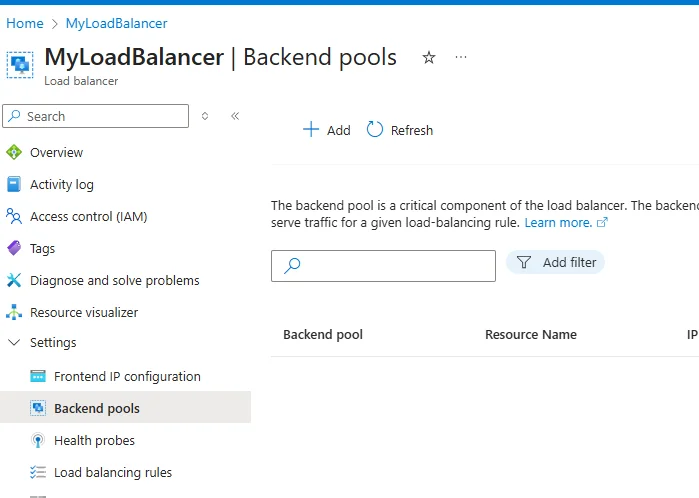 Home > MyLoadBalancer
MyLoadBalancer | Backend pools
Load balancer
Search
Add
Refresh
Overview
Activity log
Access control (IAM)
Tags
Diagnose and solve problems
Resource visualizer
Settings
Frontend IP configuration
Backend pools
Health probes
Load balancing rules
The backend pool is a critical component of the load balancer. The backen
serve traffic for a given load-balancing rule. Learn more.
Add filter
Backend pool Resource Name IP